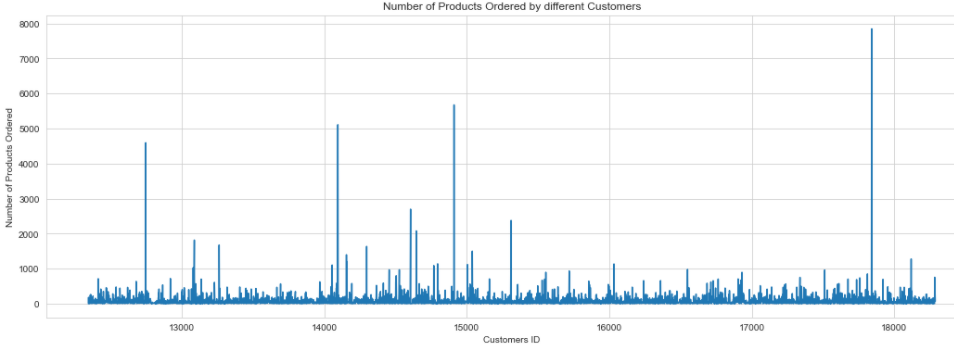 Number of Products Ordered by different Customers
8000
7000
6000
5000
4000
3000
2000
1000
0
Number of Products Ordered
13000 14000 15000 16000 17000 18000
Customers ID